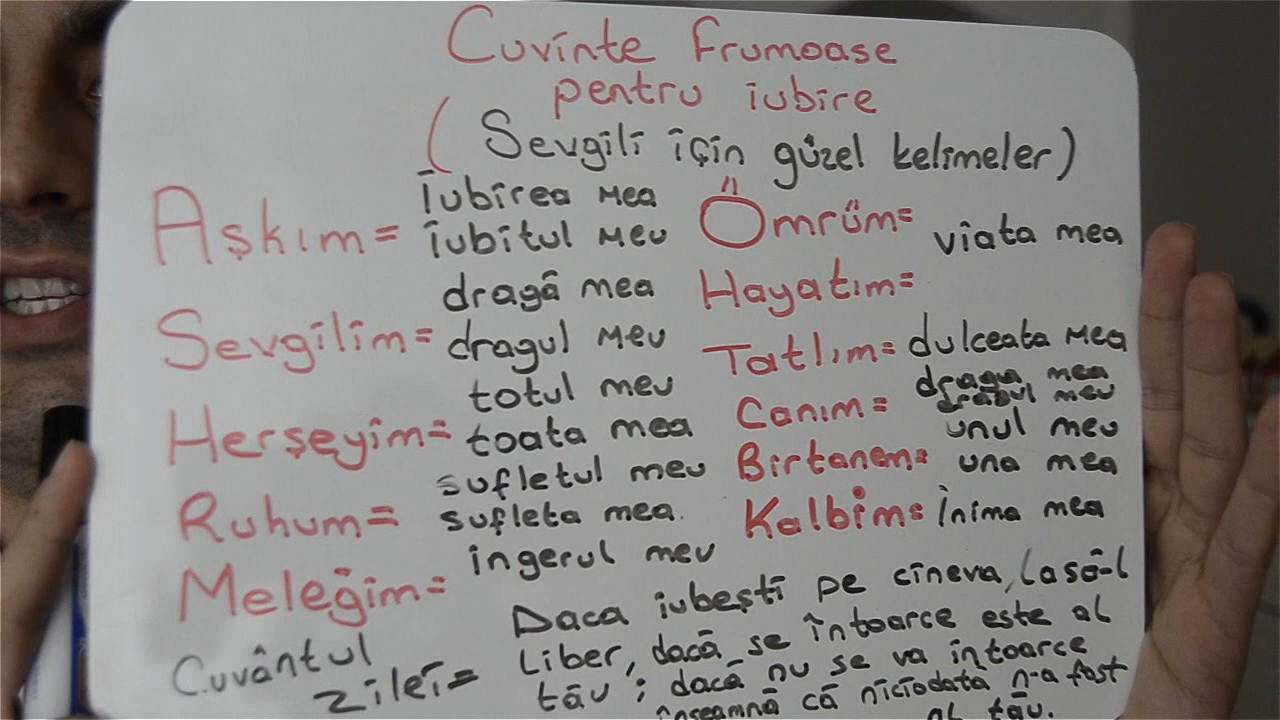 Cuvinte frumoase
pentru iubire
(Sevgili için güzel kelimeler)
Aşkım= iubirea mea
iubitul meu
Sevgilim= dragă mea
dragul meu
Herşeyim= totul meu
toata mea
Ruhum= sufletul meu
sufleta mea.
Meleğim= ingerul meu
Ömrüm= viata mea
Hayatım=
Tatlım= dulceata mea
Canım= draga mea
dragul meu
Birtanem= unul meu
una mea
Kalbim= inima mea
Cuvântul
zilei= Daca iubeşti pe cineva, lasă-l
liber, dacă se întoarce este al
tău; dacă nu se va intoarce
înseamnă că niciodata n-a fost
al tău.